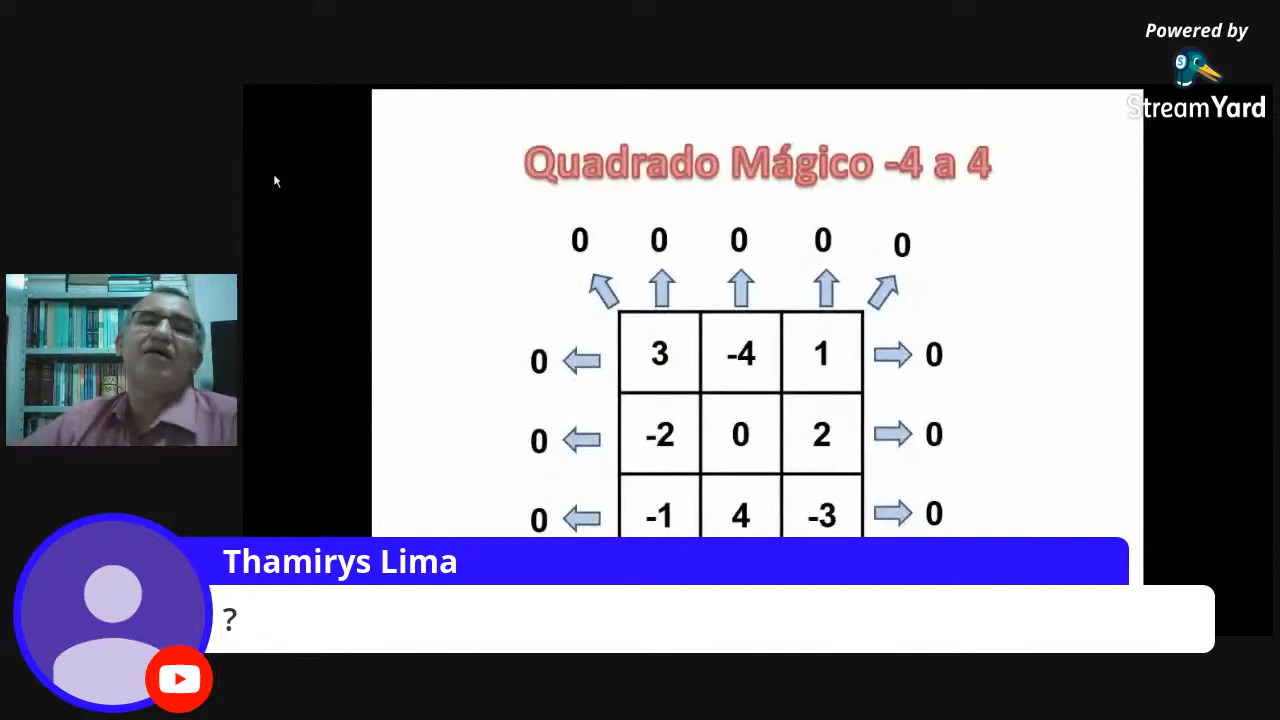 Powered by
StreamYard
Quadrado Mágico -4 a 4
0 0 0 0 0
0 3 -4 1 0
0 -2 0 2 0
0 -1 4 -3 0
Thamirys Lima
?